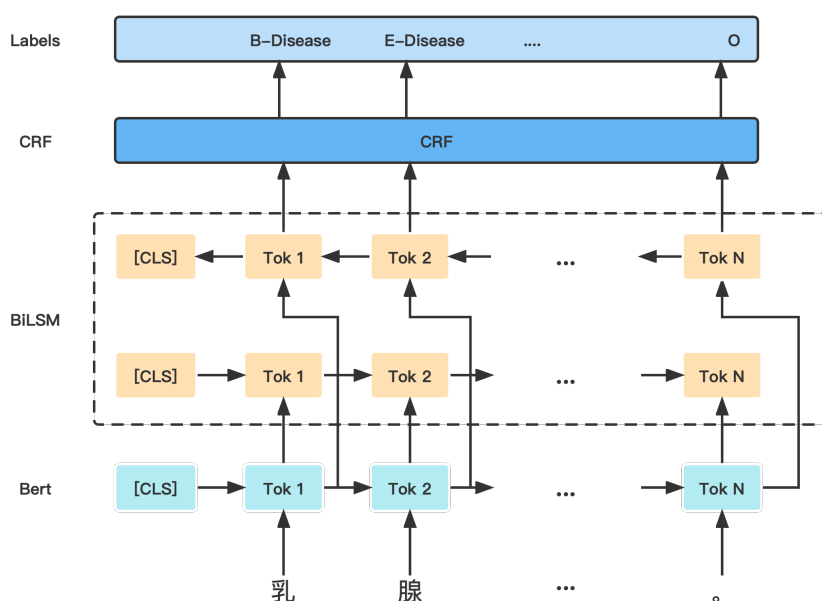 Labels B-Disease E-Disease .... O
CRF CRF
[CLS] Tok 1 Tok 2 ... Tok N
BiLSM
[CLS] Tok 1 Tok 2 ... Tok N
Bert [CLS] Tok 1 Tok 2 ... Tok N
乳 腺 ... 。